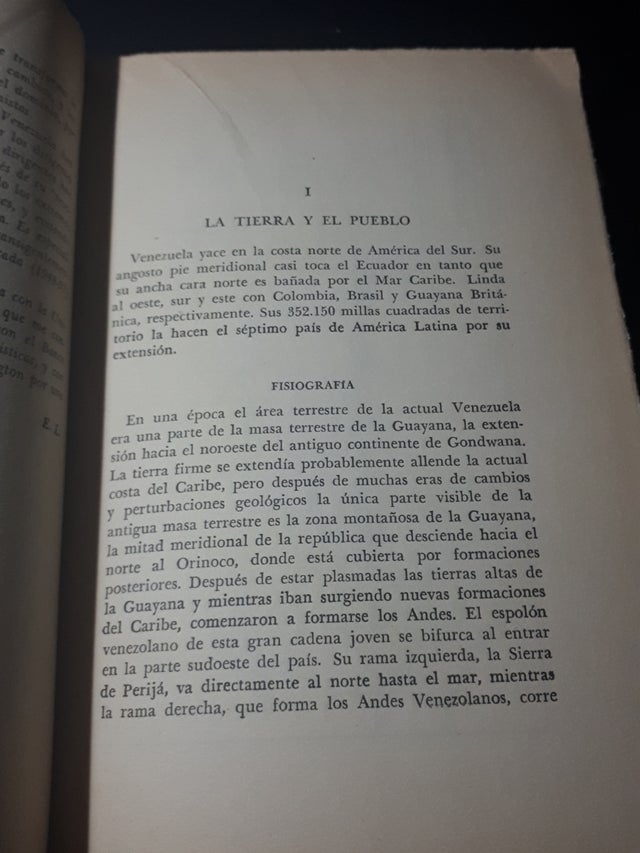 I
LA TIERRA Y EL PUEBLO
Venezuela yace en la costa norte de América del Sur. Su
angosto pie meridional casi toca el Ecuador en tanto que
su ancha cara norte es bañada por el Mar Caribe. Linda
al oeste, sur y este con Colombia, Brasil y Guayana Britá-
nica, respectivamente. Sus 352.150 millas cuadradas de terri-
torio la hacen el séptimo país de América Latina por su
extensión.
FISIOGRAFÍA
En una época el área terrestre de la actual Venezuela
era una parte de la masa terrestre de la Guayana, la exten-
sión hacia el noroeste del antiguo continente de Gondwana.
La tierra firme se extendía probablemente allende la actual
costa del Caribe, pero después de muchas eras de cambios
y perturbaciones geológicos la única parte visible de la
antigua masa terrestre es la zona montañosa de la Guayana,
la mitad meridional de la república que desciende hacia el
norte al Orinoco, donde está cubierta por formaciones
posteriores. Después de estar plasmadas las tierras altas de
la Guayana y mientras iban surgiendo nuevas formaciones
del Caribe, comenzaron a formarse los Andes. El espolón
venezolano de esta gran cadena joven se bifurca al entrar
en la parte sudoeste del país. Su rama izquierda, la Sierra
de Perijá, va directamente al norte hasta el mar, mientras
la rama derecha, que forma los Andes Venezolanos, corre